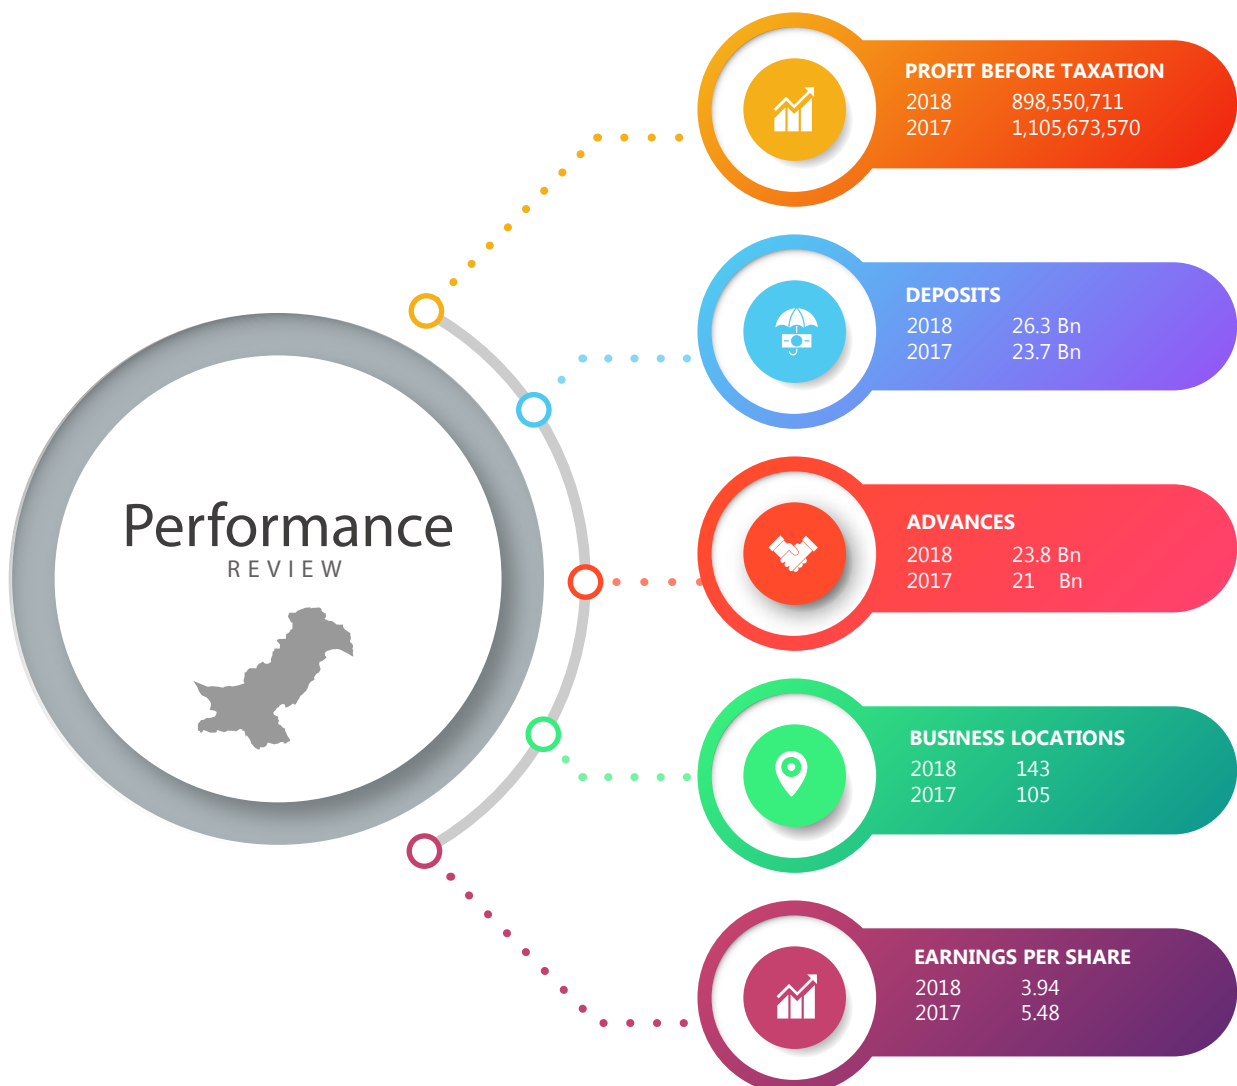 Performance
REVIEW
PROFIT BEFORE TAXATION
2018 898,550,711
2017 1,105,673,570
DEPOSITS
2018 26.3 Bn
2017 23.7 Bn
ADVANCES
2018 23.8 Bn
2017 21 Bn
BUSINESS LOCATIONS
2018 143
2017 105
EARNINGS PER SHARE
2018 3.94
2017 5.48